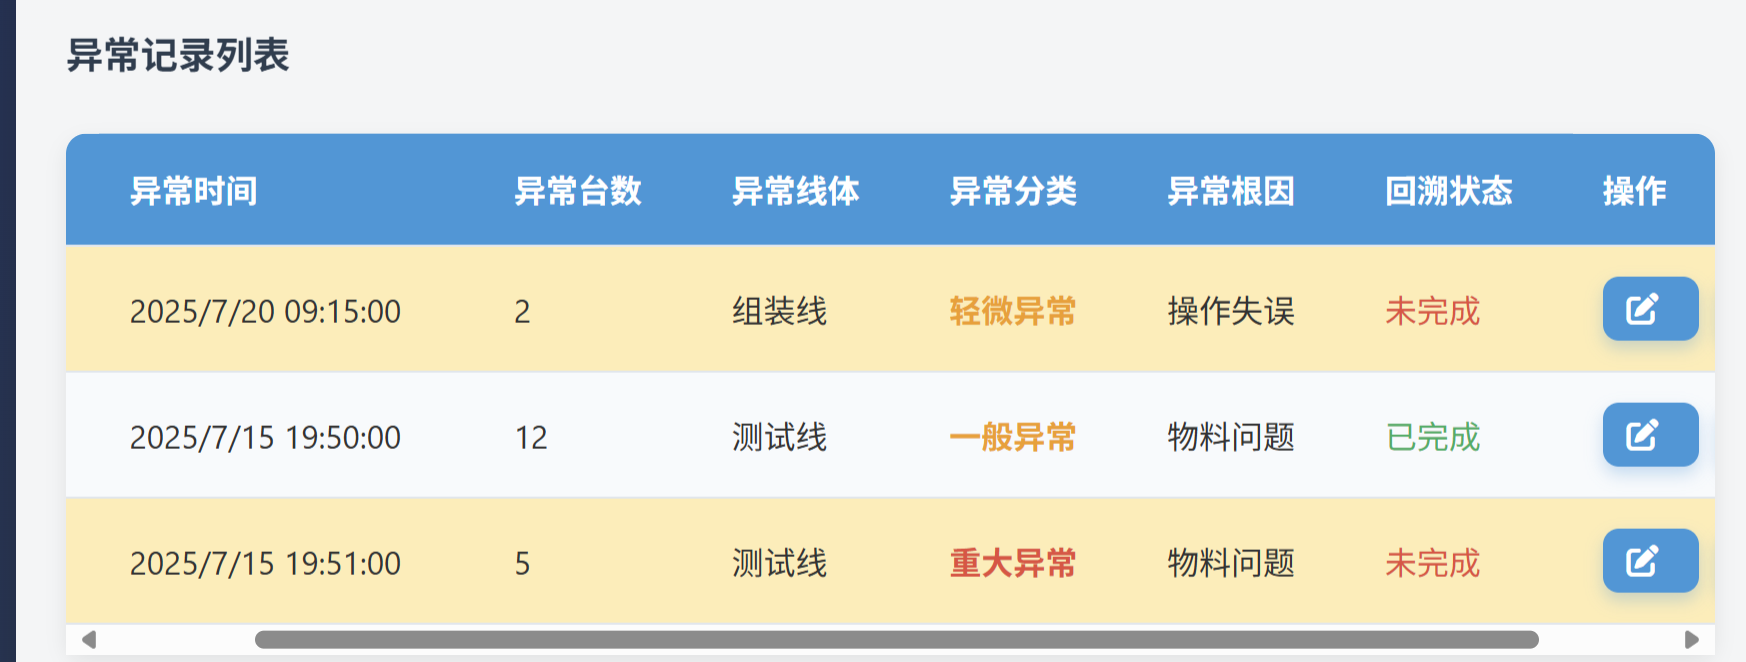 异常记录列表
异常时间 异常台数 异常线体 异常分类 异常根因 回溯状态 操作
2025/7/20 09:15:00 2 组装线 轻微异常 操作失误 未完成
2025/7/15 19:50:00 12 测试线 一般异常 物料问题 已完成
2025/7/15 19:51:00 5 测试线 重大异常 物料问题 未完成